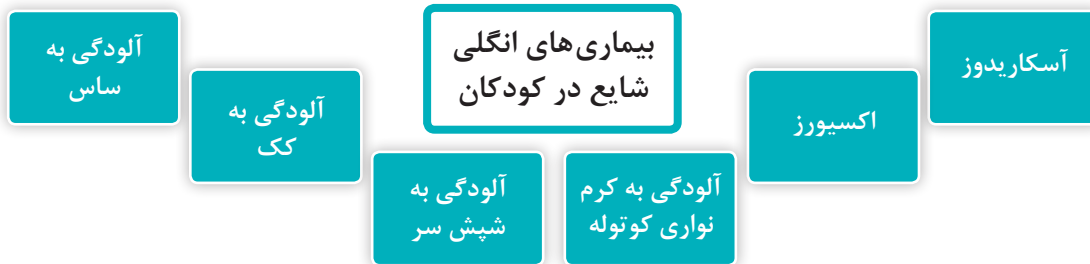 بیماری‌های انگلی
شایع در کودکان
آسکاریدوز
اکسیورز
آلودگی به کرم
نواری کوتوله
آلودگی به
شپش سر
آلودگی به
کک
آلودگی به
ساس